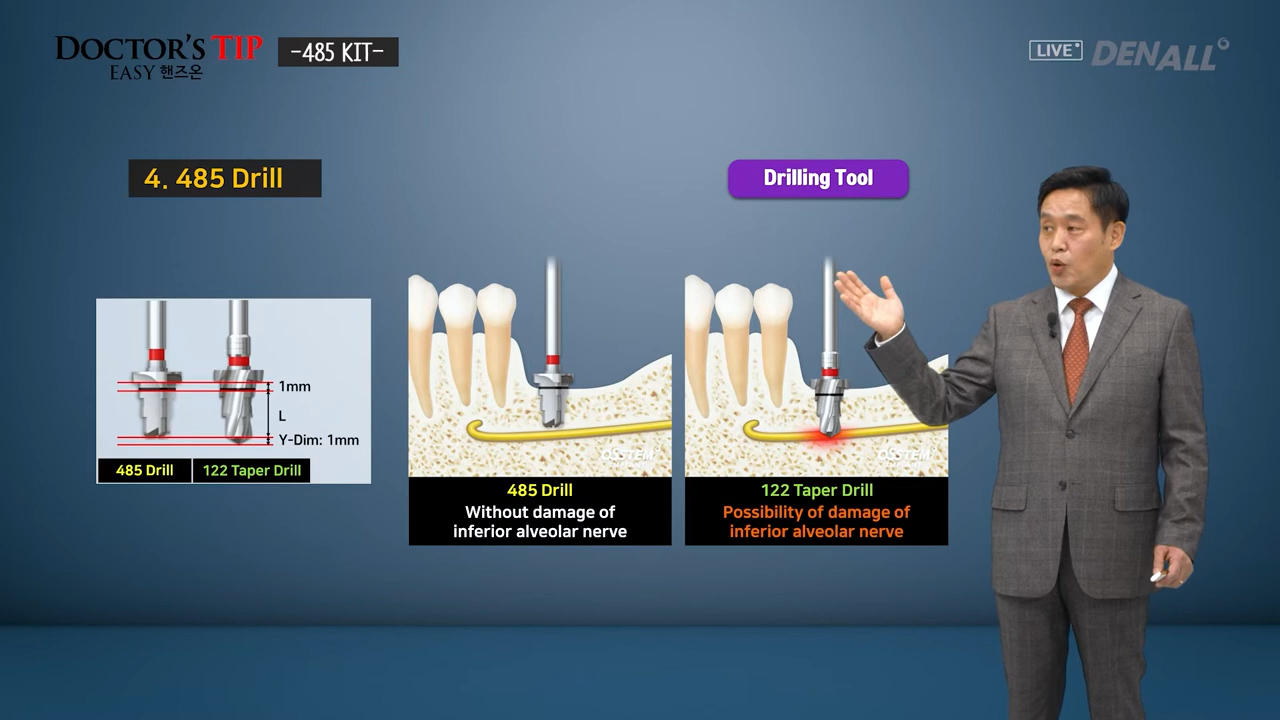 DOCTOR'S TIP
EASY 핸즈온
-485 KIT-
LIVE
DENALL
4. 485 Drill
Drilling Tool
1mm
L
Y-Dim: 1mm
485 Drill
122 Taper Drill
OSSTEM
485 Drill
Without damage of
inferior alveolar nerve
OSSTEM
122 Taper Drill
Possibility of damage of
inferior alveolar nerve